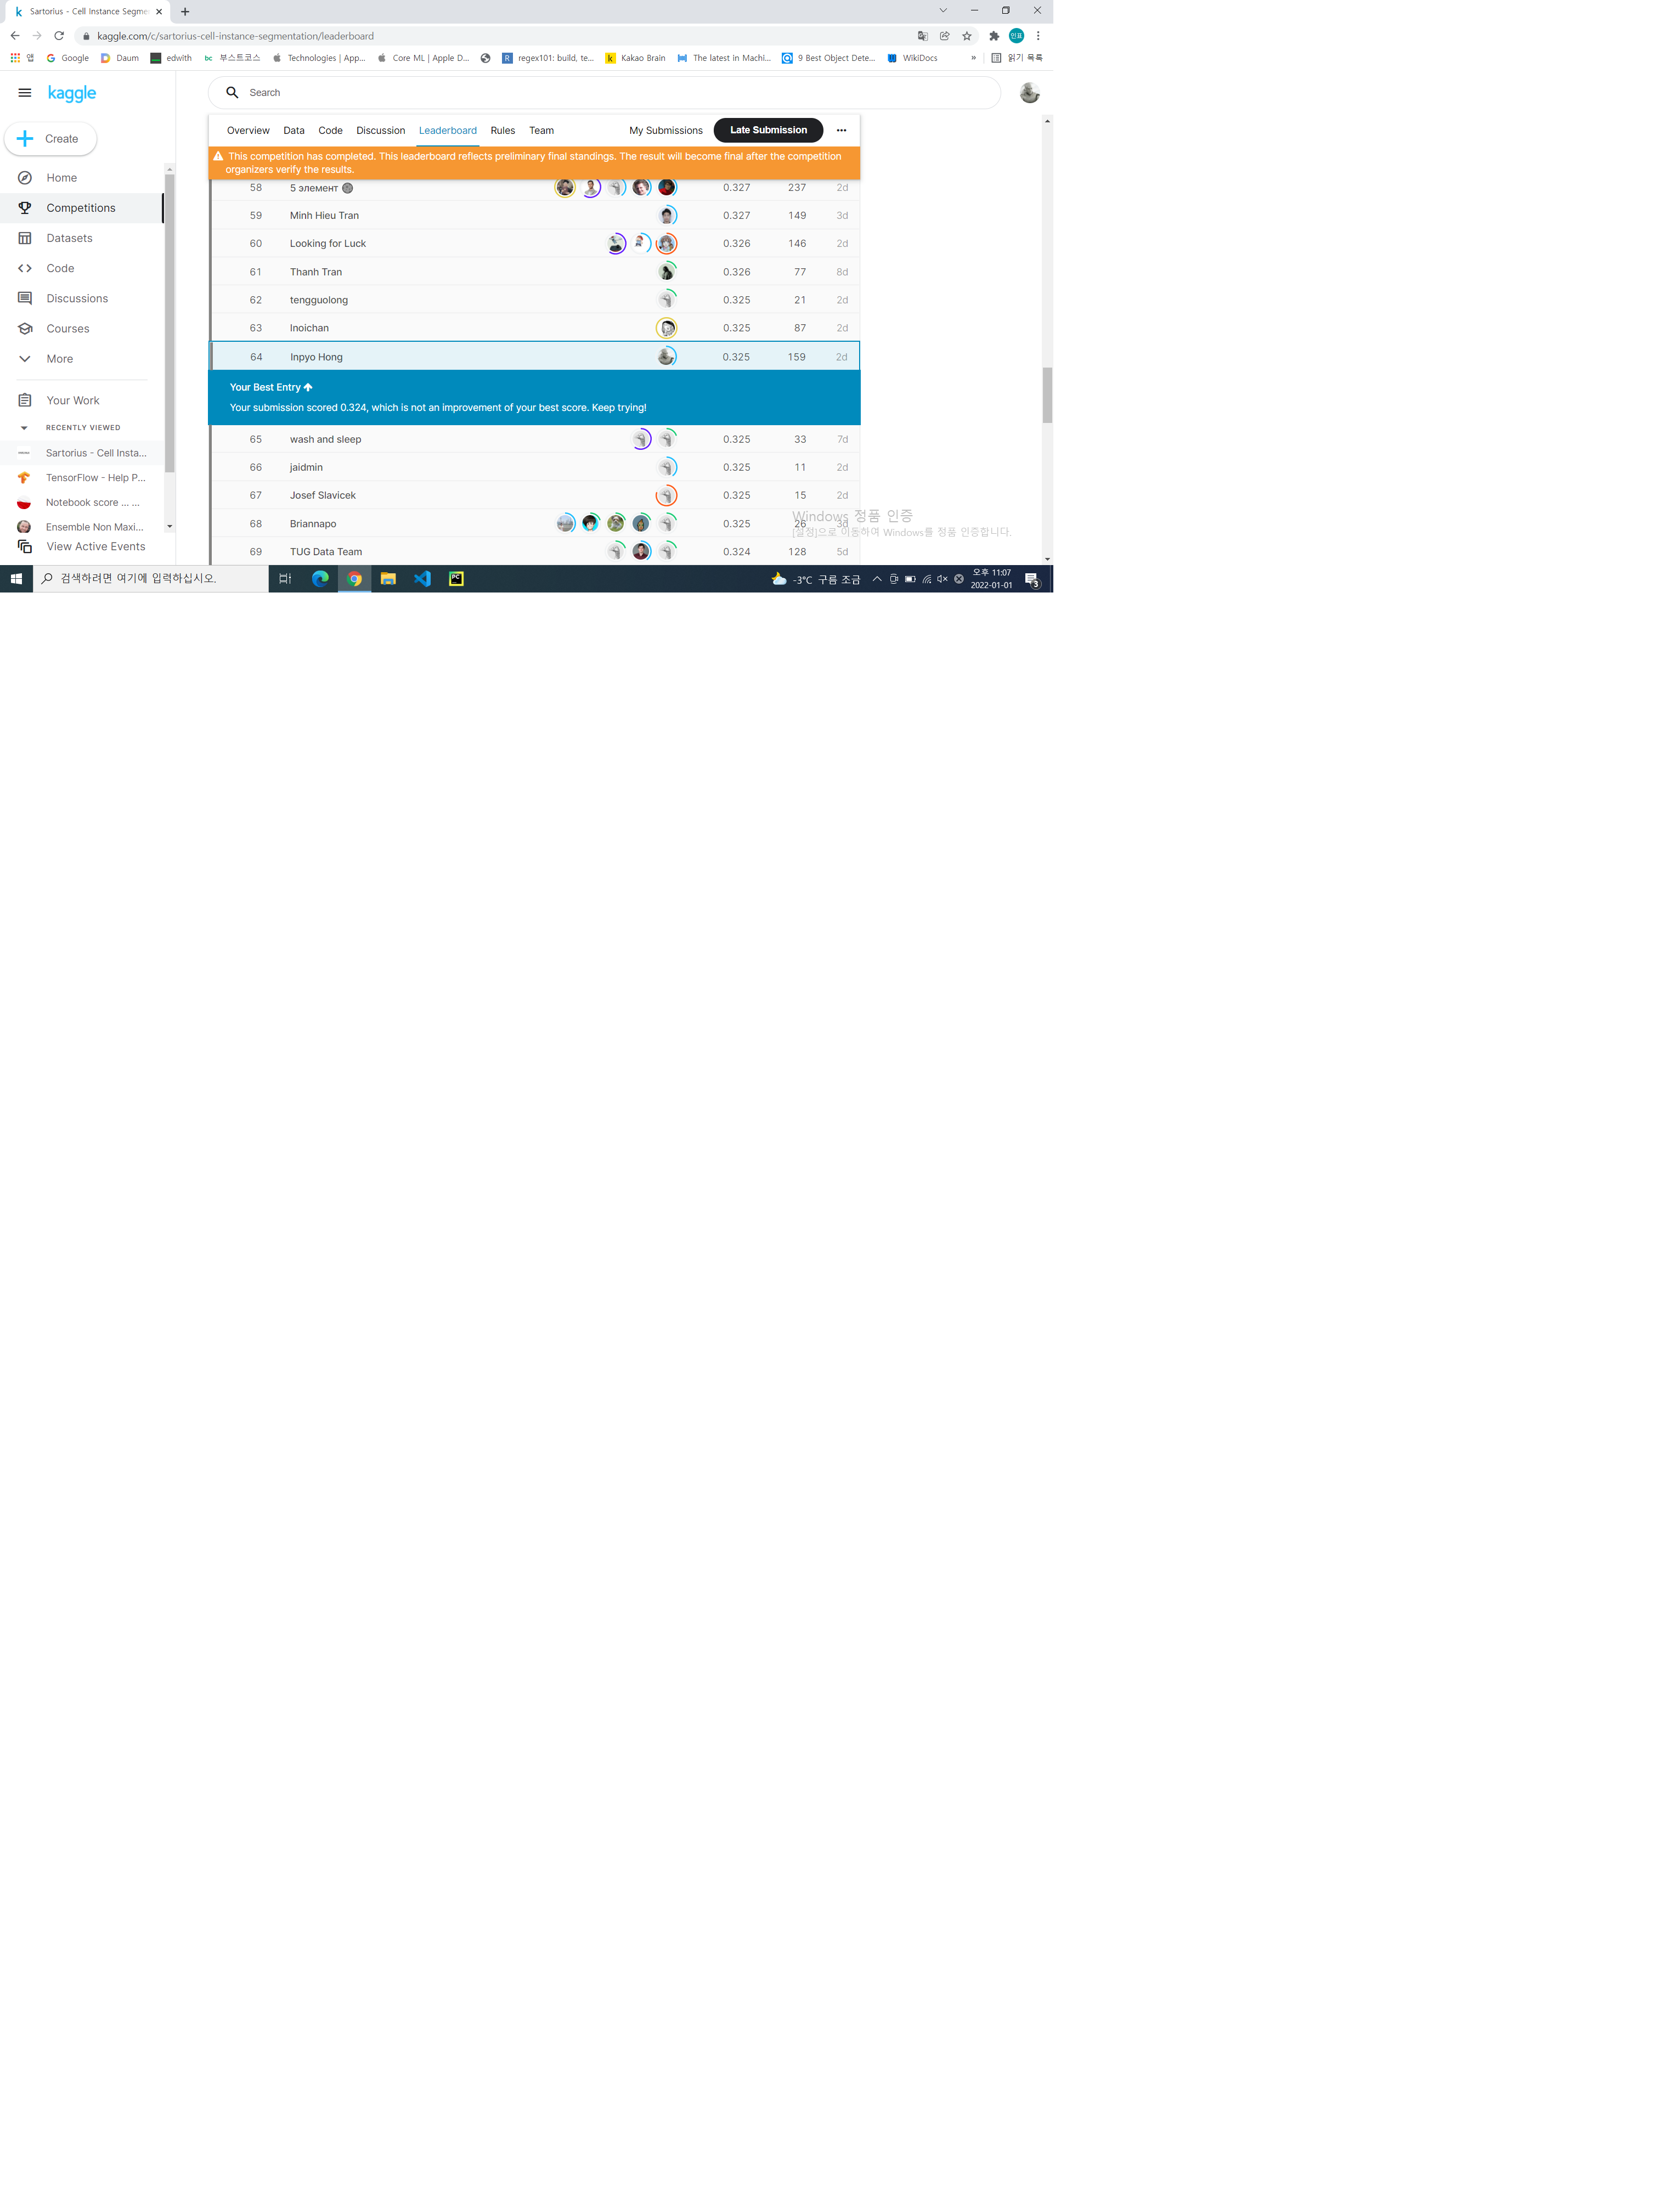 Sartorius - Cell Instance Segme
kaggle.com/c/sartorius-cell-instance-segmentation/leaderboard
인표
앱 Google Daum edwith bc 부스트코스 Technologies | App... Core ML | Apple D... R regex101: build, te... k Kakao Brain The latest in Machi... 9 Best Object Dete... WikiDocs » 읽기 목록
kaggle
Search
Create
Home
Competitions
Datasets
Code
Discussions
Courses
More
Your Work
RECENTLY VIEWED
Sartorius - Cell Insta...
TensorFlow - Help P...
Notebook score ... ...
Ensemble Non Maxi...
View Active Events
Overview Data Code Discussion Leaderboard Rules Team My Submissions Late Submission
This competition has completed. This leaderboard reflects preliminary final standings. The result will become final after the competition
organizers verify the results.
58 5 элемент 0.327 237 2d
59 Minh Hieu Tran 0.327 149 3d
60 Looking for Luck 0.326 146 2d
61 Thanh Tran 0.326 77 8d
62 tengguolong 0.325 21 2d
63 Inoichan 0.325 87 2d
64 Inpyo Hong 0.325 159 2d
Your Best Entry
Your submission scored 0.324, which is not an improvement of your best score. Keep trying!
65 wash and sleep 0.325 33 7d
66 jaidmin 0.325 11 2d
67 Josef Slavicek 0.325 15 2d
68 Briannapo 0.325 26 3d
69 TUG Data Team 0.324 128 5d
Windows 정품 인증
[설정]으로 이동하여 Windows를 정품 인증합니다.
검색하려면 여기에 입력하십시오.
PC
-3°C 구름 조금
오후 11:07
2022-01-01
3